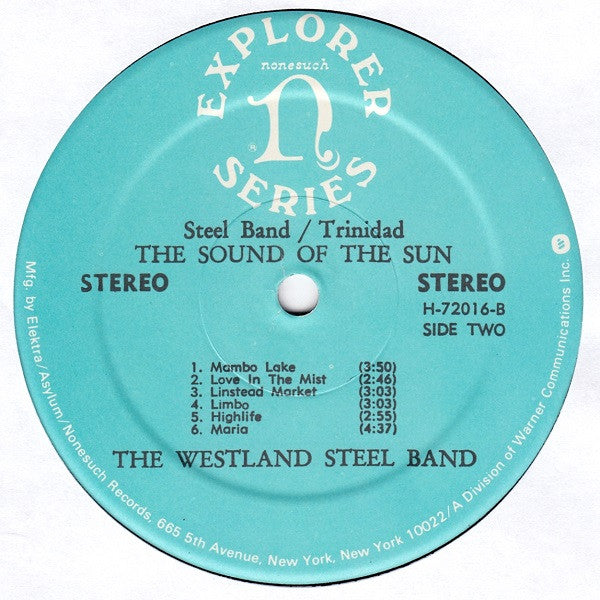 EXPLORER
nonesuch
n
®
SERIES
Steel Band / Trinidad
THE SOUND OF THE SUN
STEREO
STEREO
H-72016-B
SIDE TWO
1. Mambo Lake (3:50)
2. Love in The Mist (2:46)
3. Linstead Market (3:03)
4. Limbo (3:03)
5. Highlife (2:55)
6. Maria (4:37)
THE WESTLAND STEEL BAND
Mfg. by Elektra/Asylum/Nonesuch Records, 665 5th Avenue, New York, New York 10022/A Division of Warner Communications Inc.